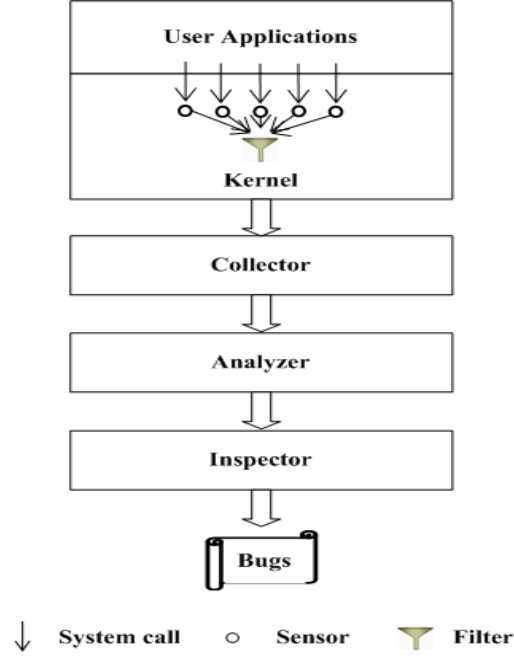 User Applications
Kernel
Collector
Analyzer
Inspector
Bugs
System call Sensor Filter